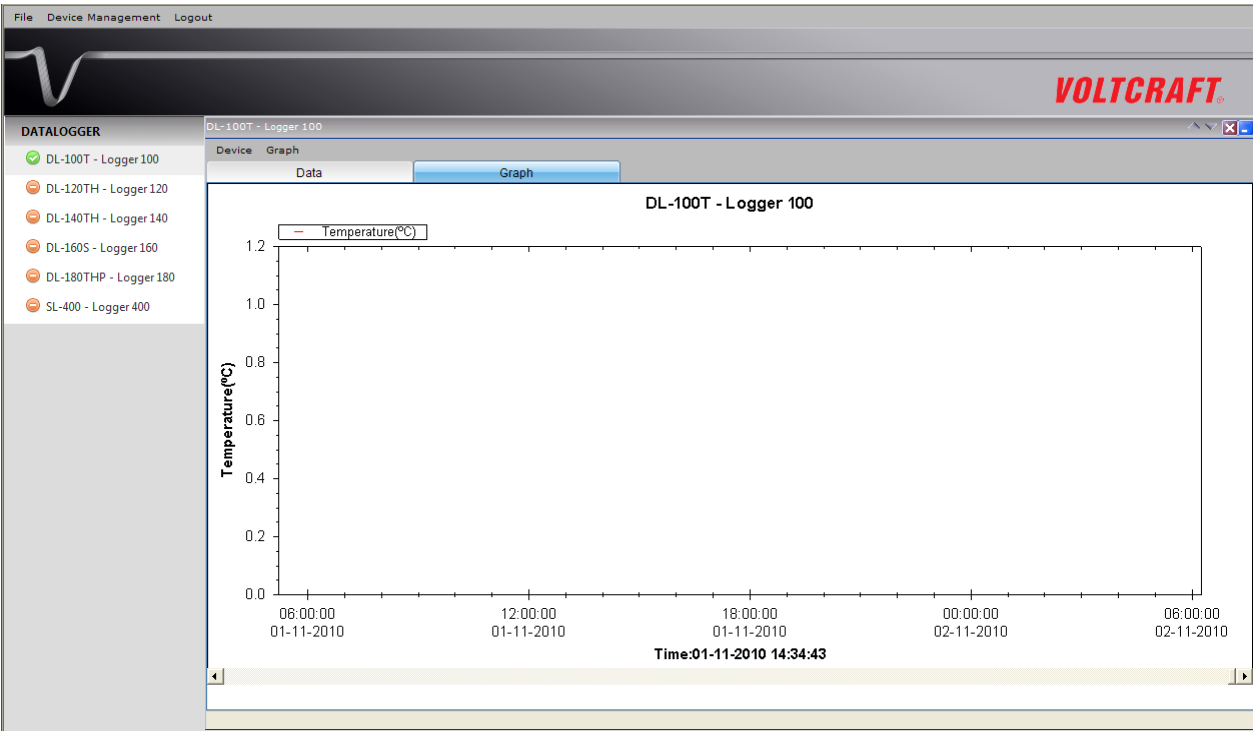 File Device Management Logout
VOLTCRAFT®
DATALOGGER
DL-100T - Logger 100
DL-120TH - Logger 120
DL-140TH - Logger 140
DL-160S - Logger 160
DL-180THP - Logger 180
SL-400 - Logger 400
DL-100T - Logger 100
Device Graph
Data Graph
DL-100T - Logger 100
Temperature(ºC)
Temperature(ºC)
1.2
1.0
0.8
0.6
0.4
0.2
0.0
06:00:00 12:00:00 18:00:00 00:00:00 06:00:00
01-11-2010 01-11-2010 01-11-2010 02-11-2010 02-11-2010
Time:01-11-2010 14:34:43